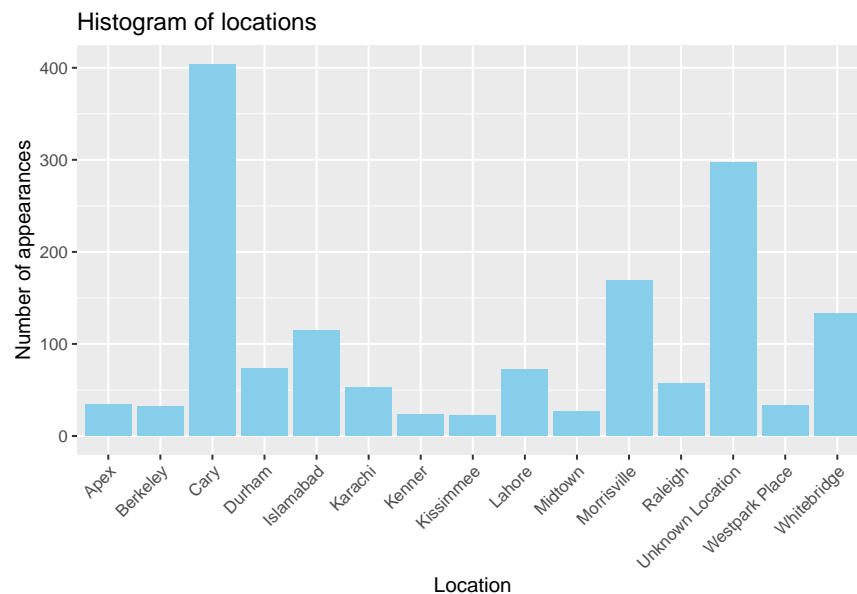 Histogram of locations
Number of appearances
400
300
200
100
0
Apex
Berkeley
Cary
Durham
Islamabad
Karachi
Kenner
Kissimmee
Lahore
Midtown
Morrisville
Raleigh
Unknown Location
Westpark Place
Whitebridge
Location